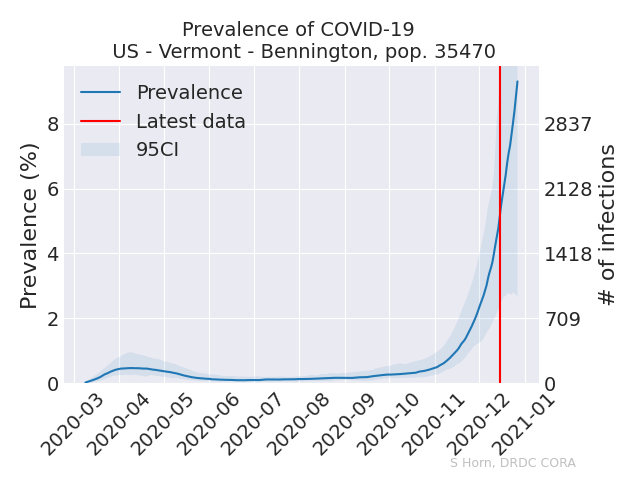 Prevalence of COVID-19
US - Vermont - Bennington, pop. 35470
Prevalence
Latest data
95CI
Prevalence (%)
8
6
4
2
0
2837
2128
1418
709
0
# of infections
2020-03
2020-04
2020-05
2020-06
2020-07
2020-08
2020-09
2020-10
2020-11
2020-12
2021-01
S Horn, DRDC CORA